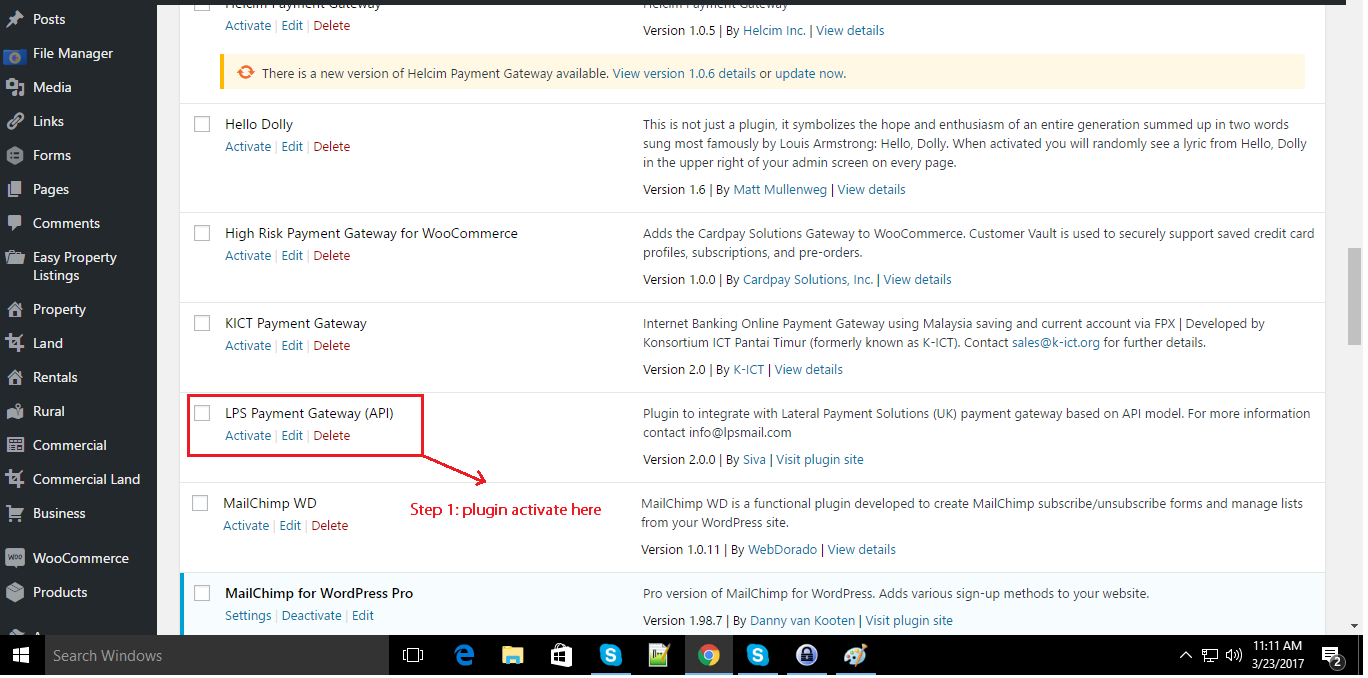 Posts
File Manager
Media
Links
Forms
Pages
Comments
Easy Property
Listings
Property
Land
Rentals
Rural
Commercial
Commercial Land
Business
WooCommerce
Products
Helcim Payment Gateway
Activate | Edit | Delete
Helcim Payment Gateway
Version 1.0.5 | By Helcim Inc. | View details
There is a new version of Helcim Payment Gateway available. View version 1.0.6 details or update now.
Hello Dolly
Activate | Edit | Delete
This is not just a plugin, it symbolizes the hope and enthusiasm of an entire generation summed up in two words
sung most famously by Louis Armstrong: Hello, Dolly. When activated you will randomly see a lyric from Hello, Dolly
in the upper right of your admin screen on every page.
Version 1.6 | By Matt Mullenweg | View details
High Risk Payment Gateway for WooCommerce
Activate | Edit | Delete
Adds the Cardpay Solutions Gateway to WooCommerce. Customer Vault is used to securely support saved credit card
profiles, subscriptions, and pre-orders.
Version 1.0.0 | By Cardpay Solutions, Inc. | View details
KICT Payment Gateway
Activate | Edit | Delete
Internet Banking Online Payment Gateway using Malaysia saving and current account via FPX | Developed by
Konsortium ICT Pantai Timur (formerly known as K-ICT). Contact sales@k-ict.org for further details.
Version 2.0 | By K-ICT | View details
LPS Payment Gateway (API)
Activate | Edit | Delete
Plugin to integrate with Lateral Payment Solutions (UK) payment gateway based on API model. For more information
contact info@lpsmail.com
Version 2.0.0 | By Siva | Visit plugin site
Step 1: plugin activate here
MailChimp WD
Activate | Edit | Delete
MailChimp WD is a functional plugin developed to create MailChimp subscribe/unsubscribe forms and manage lists
from your WordPress site.
Version 1.0.11 | By WebDorado | View details
MailChimp for WordPress Pro
Settings | Deactivate | Edit
Pro version of MailChimp for WordPress. Adds various sign-up methods to your website.
Version 1.98.7 | By Danny van Kooten | Visit plugin site
Search Windows
11:11 AM
3/23/2017
2